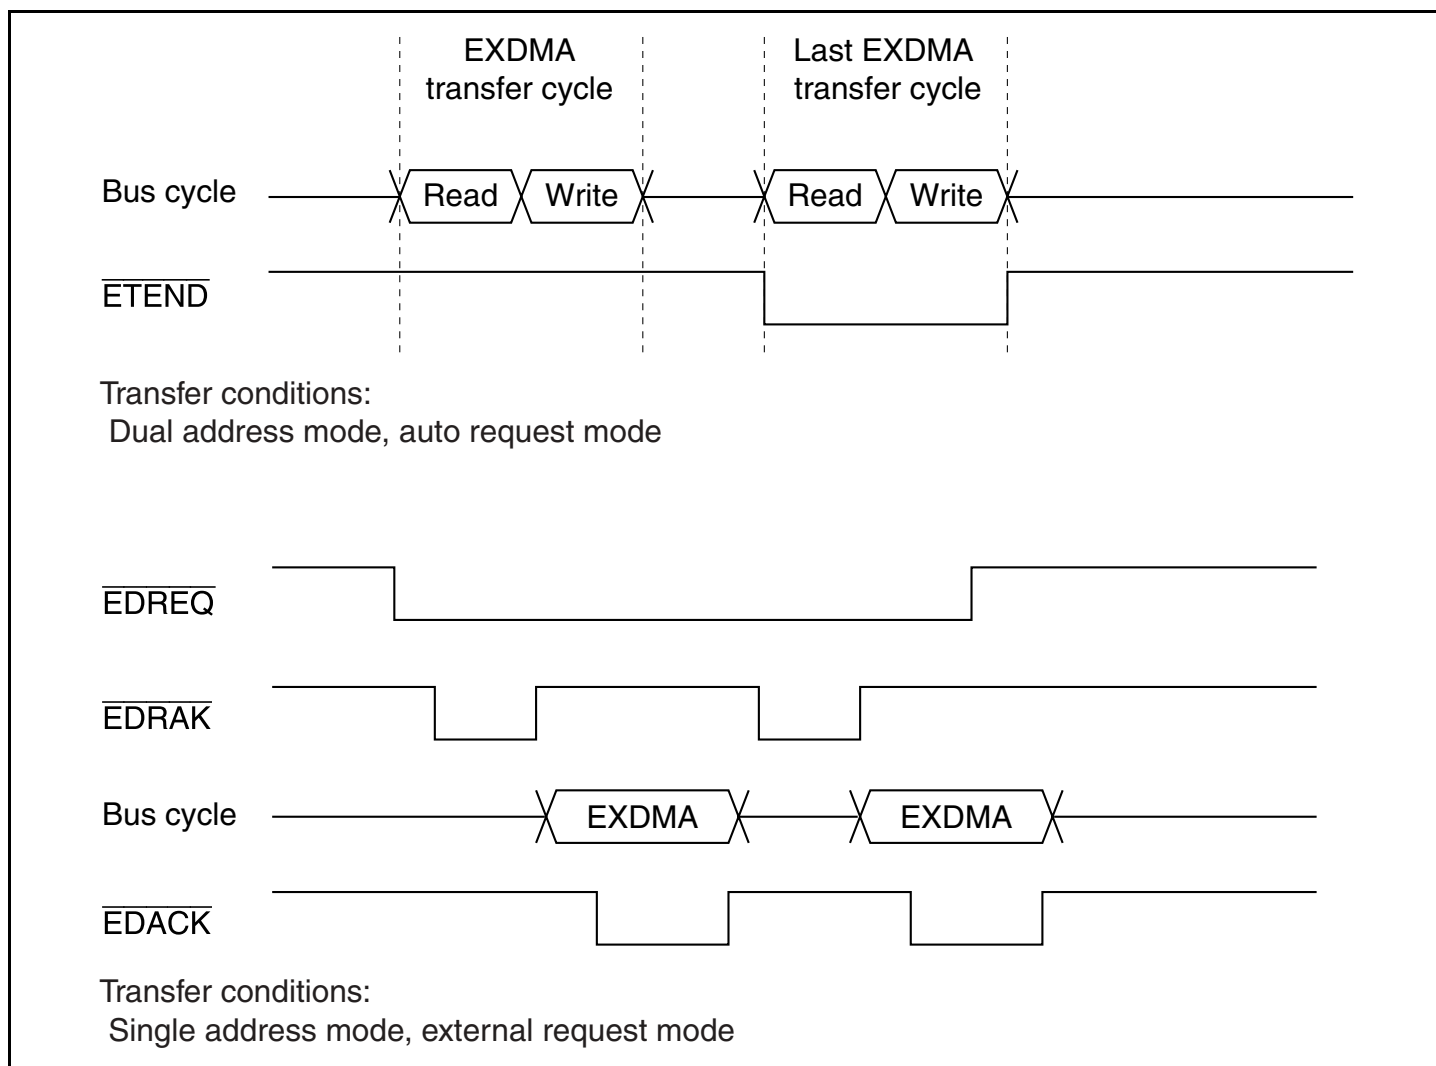 EXDMA
transfer cycle
Last EXDMA
transfer cycle
Bus cycle
Read
Write
Read
Write
ETEND
Transfer conditions:
Dual address mode, auto request mode
EDREQ
EDRAK
Bus cycle
EXDMA
EXDMA
EDACK
Transfer conditions:
Single address mode, external request mode